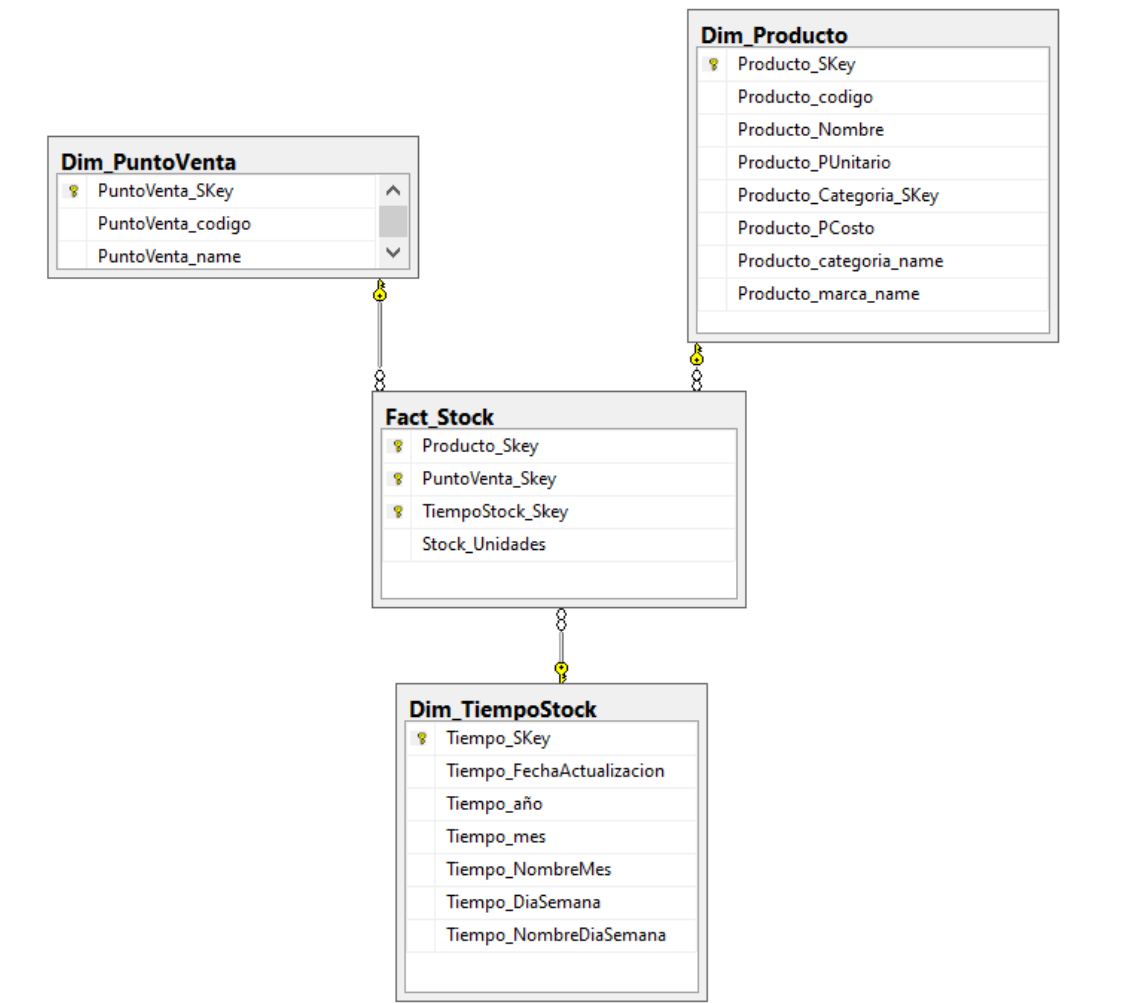 Dim_Producto
Producto_SKey
Producto_codigo
Producto_Nombre
Producto_PUnitario
Producto_Categoria_SKey
Producto_PCosto
Producto_categoria_name
Producto_marca_name
Dim_PuntoVenta
PuntoVenta_SKey
PuntoVenta_codigo
PuntoVenta_name
Fact_Stock
Producto_Skey
PuntoVenta_Skey
TiempoStock_Skey
Stock_Unidades
Dim_TiempoStock
Tiempo_SKey
Tiempo_FechaActualizacion
Tiempo_año
Tiempo_mes
Tiempo_NombreMes
Tiempo_DiaSemana
Tiempo_NombreDiaSemana